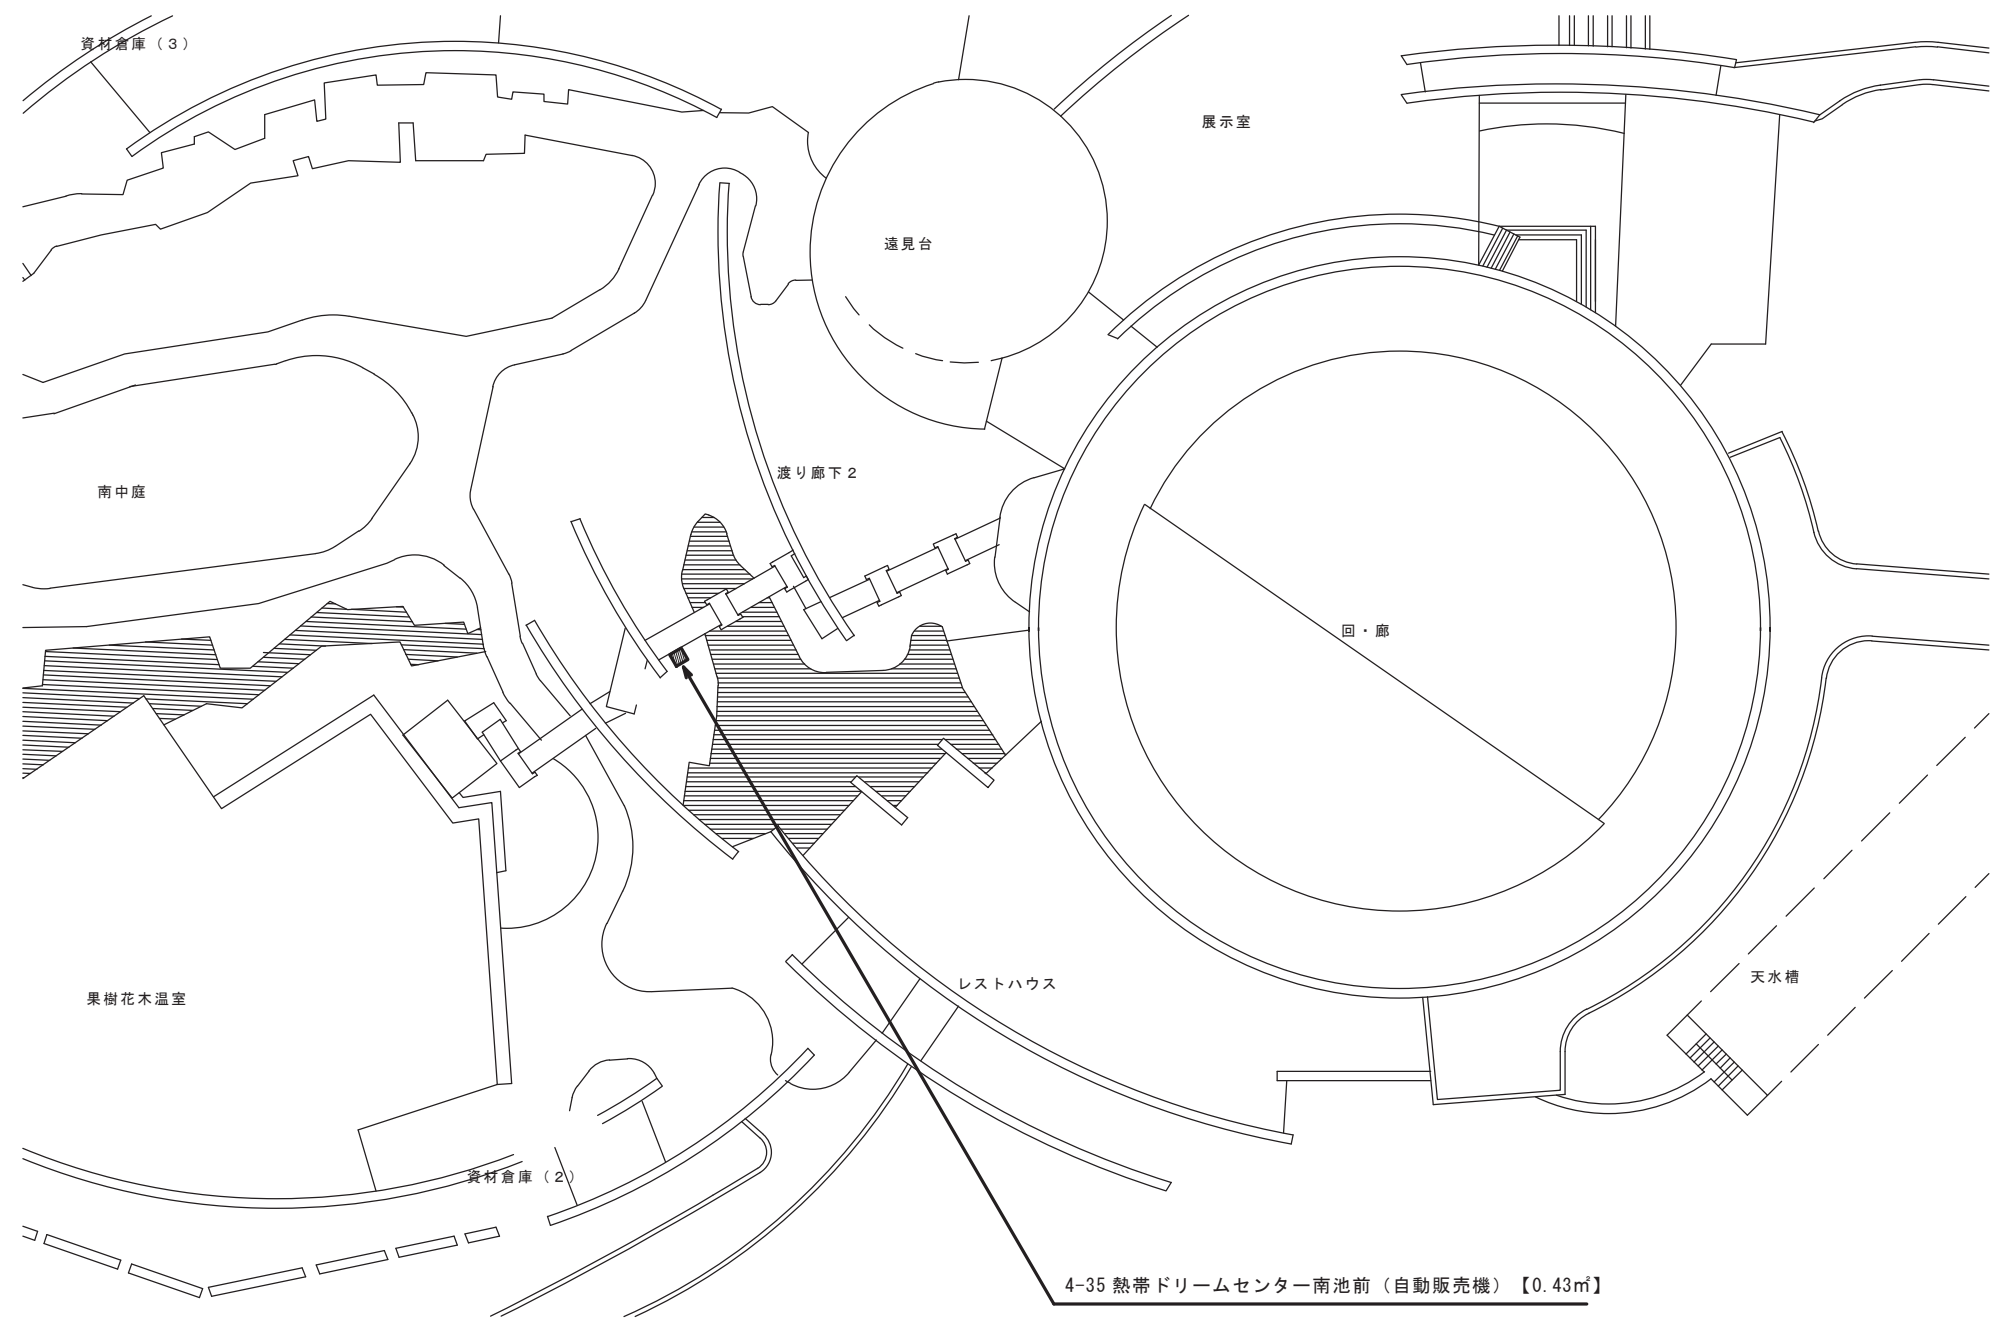 資材倉庫（３）
展示室
遠見台
渡り廊下２
南中庭
回・廊
天水槽
レストハウス
果樹花木温室
資材倉庫（２）
4-35 熱帯ドリームセンター南池前（自動販売機）【0.43㎡】